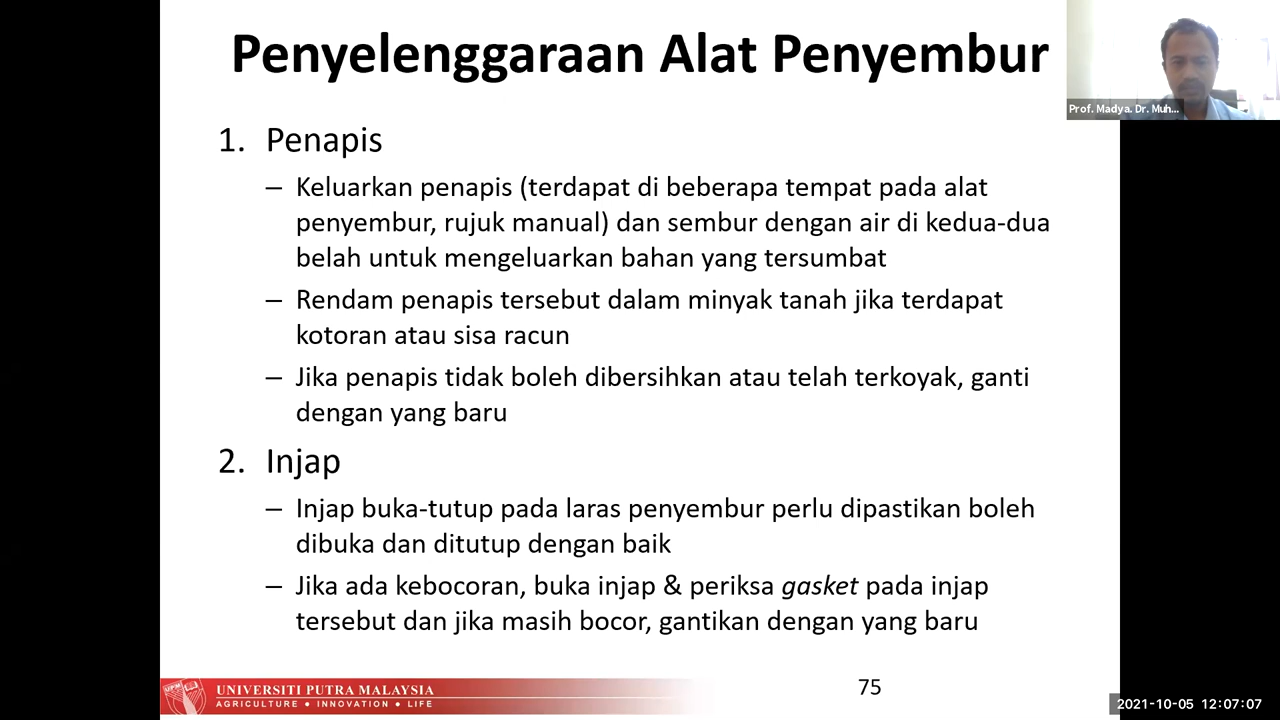 Penyelenggaraan Alat Penyembur
Prof. Madya. Dr. Muh...
1. Penapis
– Keluarkan penapis (terdapat di beberapa tempat pada alat
penyembur, rujuk manual) dan sembur dengan air di kedua-dua
belah untuk mengeluarkan bahan yang tersumbat
– Rendam penapis tersebut dalam minyak tanah jika terdapat
kotoran atau sisa racun
– Jika penapis tidak boleh dibersihkan atau telah terkoyak, ganti
dengan yang baru
2. Injap
– Injap buka-tutup pada laras penyembur perlu dipastikan boleh
dibuka dan ditutup dengan baik
– Jika ada kebocoran, buka injap & periksa gasket pada injap
tersebut dan jika masih bocor, gantikan dengan yang baru
UPM
UNIVERSITI PUTRA MALAYSIA
AGRICULTURE • INNOVATION • LIFE
75
2021-10-05 12:07:07